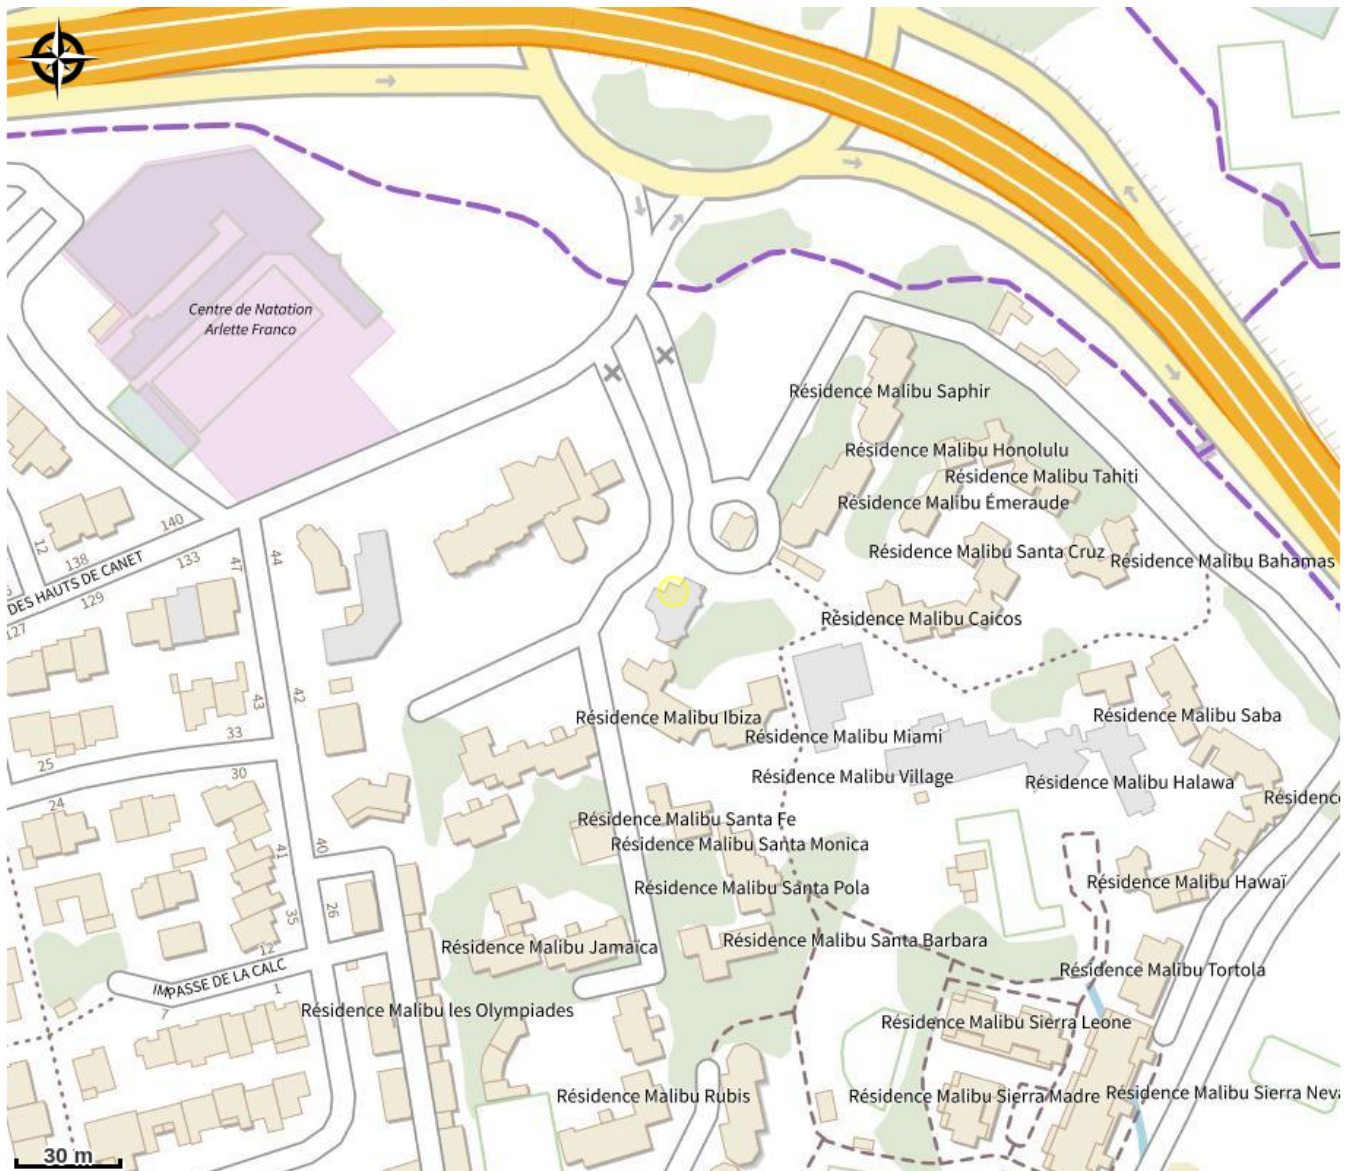 Centre de Natation
Arlette Franco
Résidence Malibu Saphir
Résidence Malibu Honolulu
Résidence Malibu Tahiti
Résidence Malibu Émeraude
140
12
138
133
47
44
Résidence Malibu Santa Cruz
Résidence Malibu Bahamas
DES HAUTS DE CANET
129
127
Résidence Malibu Caicos
43
42
Résidence Malibu Ibiza
Résidence Malibu Saba
33
Résidence Malibu Miami
25
30
Résidence Malibu Village
Résidence Malibu Halawa
Résidence
24
Résidence Malibu Santa Fe
41
40
Résidence Malibu Santa Monica
Résidence Malibu Hawaï
Résidence Malibu Santa Pola
26
35
Résidence Malibu Jamaïca
Résidence Malibu Santa Barbara
12
IMPASSE DE LA CALC
Résidence Malibu Tortola
1
7
Résidence Malibu les Olympiades
Résidence Malibu Sierra Leone
Résidence Malibu Rubis
Résidence Malibu Sierra Madre
Résidence Malibu Sierra Neva
30 m